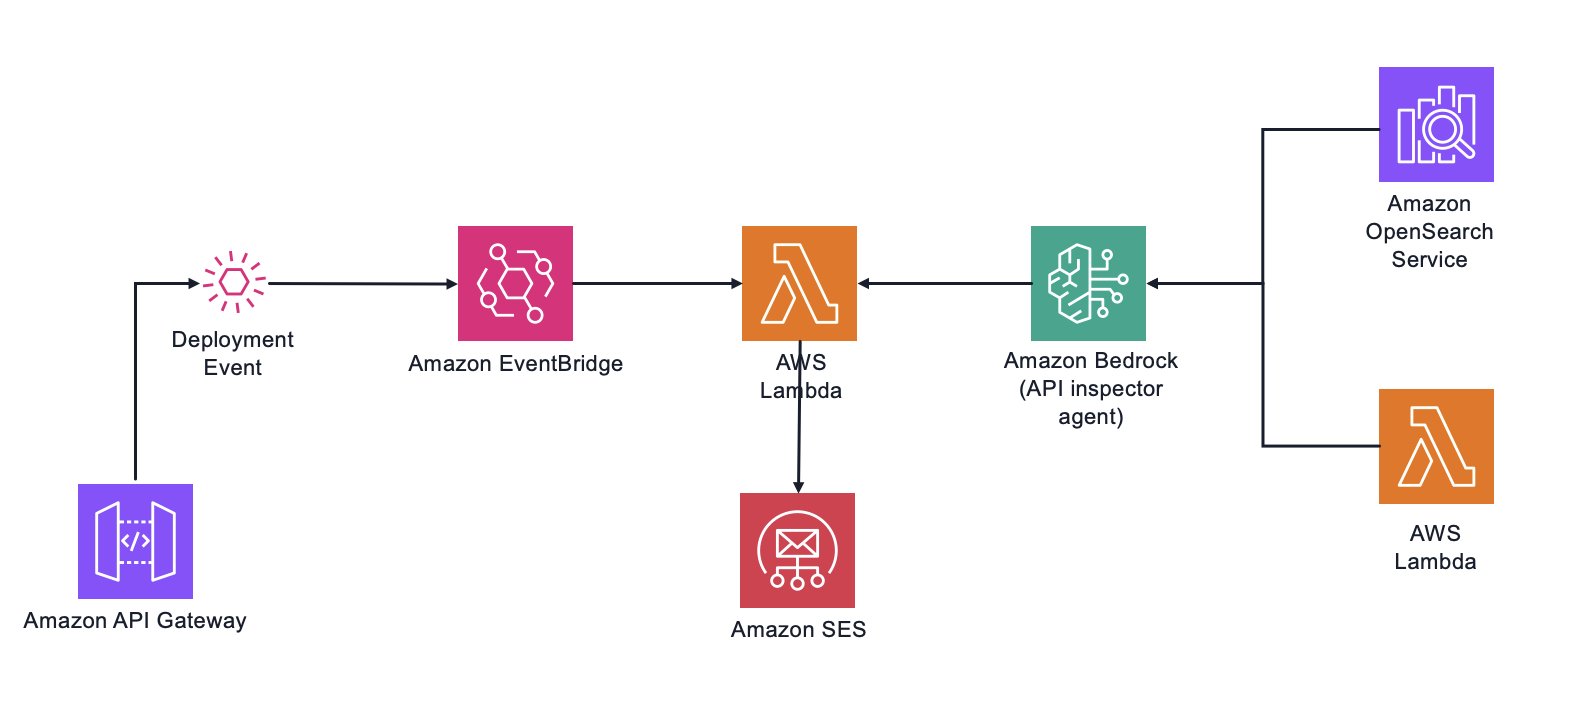 Amazon
OpenSearch
Service
Deployment
Event
Amazon EventBridge
AWS
Lambda
Amazon Bedrock
(API inspector
agent)
AWS
Lambda
Amazon API Gateway
Amazon SES